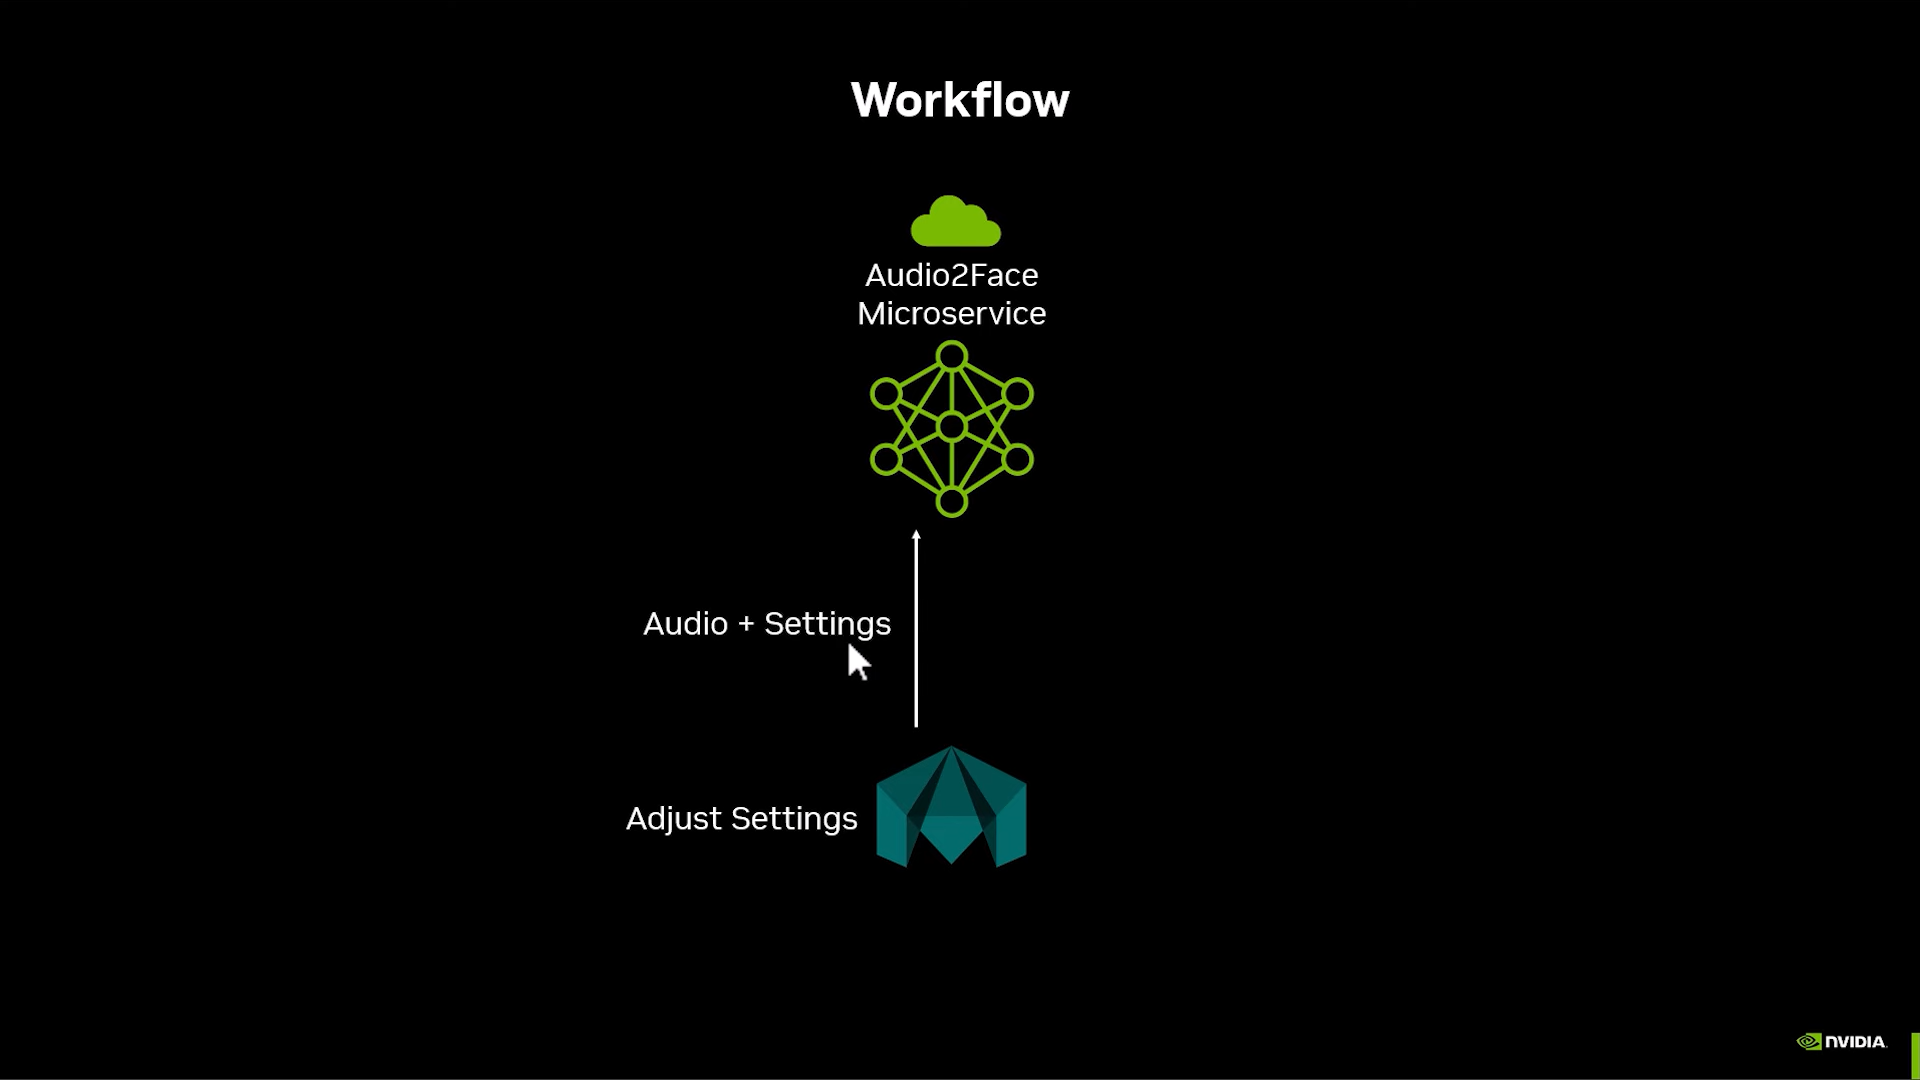 Workflow
Audio2Face
Microservice
Audio + Settings
Adjust Settings
NVIDIA.